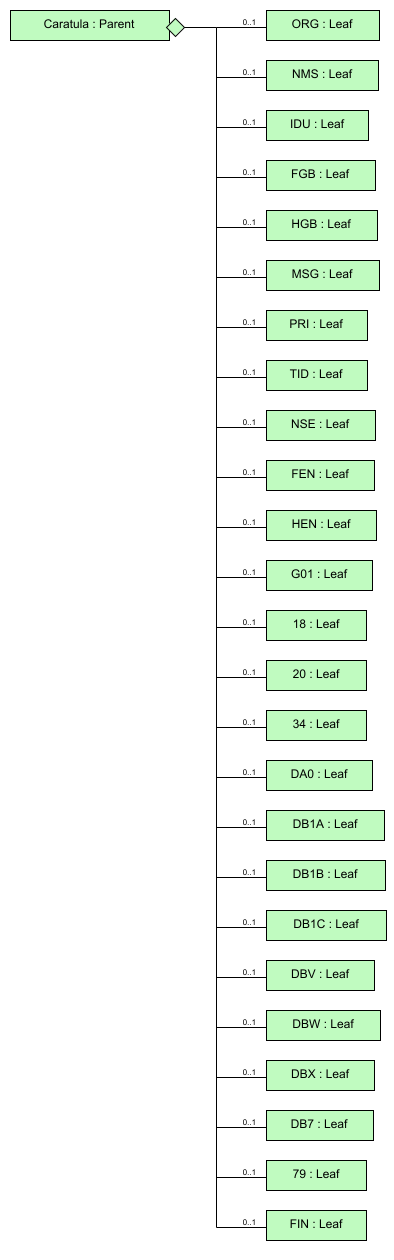 Caratula : Parent
0..1 ORG : Leaf
0..1 NMS : Leaf
0..1 IDU : Leaf
0..1 FGB : Leaf
0..1 HGB : Leaf
0..1 MSG : Leaf
0..1 PRI : Leaf
0..1 TID : Leaf
0..1 NSE : Leaf
0..1 FEN : Leaf
0..1 HEN : Leaf
0..1 G01 : Leaf
0..1 18 : Leaf
0..1 20 : Leaf
0..1 34 : Leaf
0..1 DA0 : Leaf
0..1 DB1A : Leaf
0..1 DB1B : Leaf
0..1 DB1C : Leaf
0..1 DBV : Leaf
0..1 DBW : Leaf
0..1 DBX : Leaf
0..1 DB7 : Leaf
0..1 79 : Leaf
0..1 FIN : Leaf